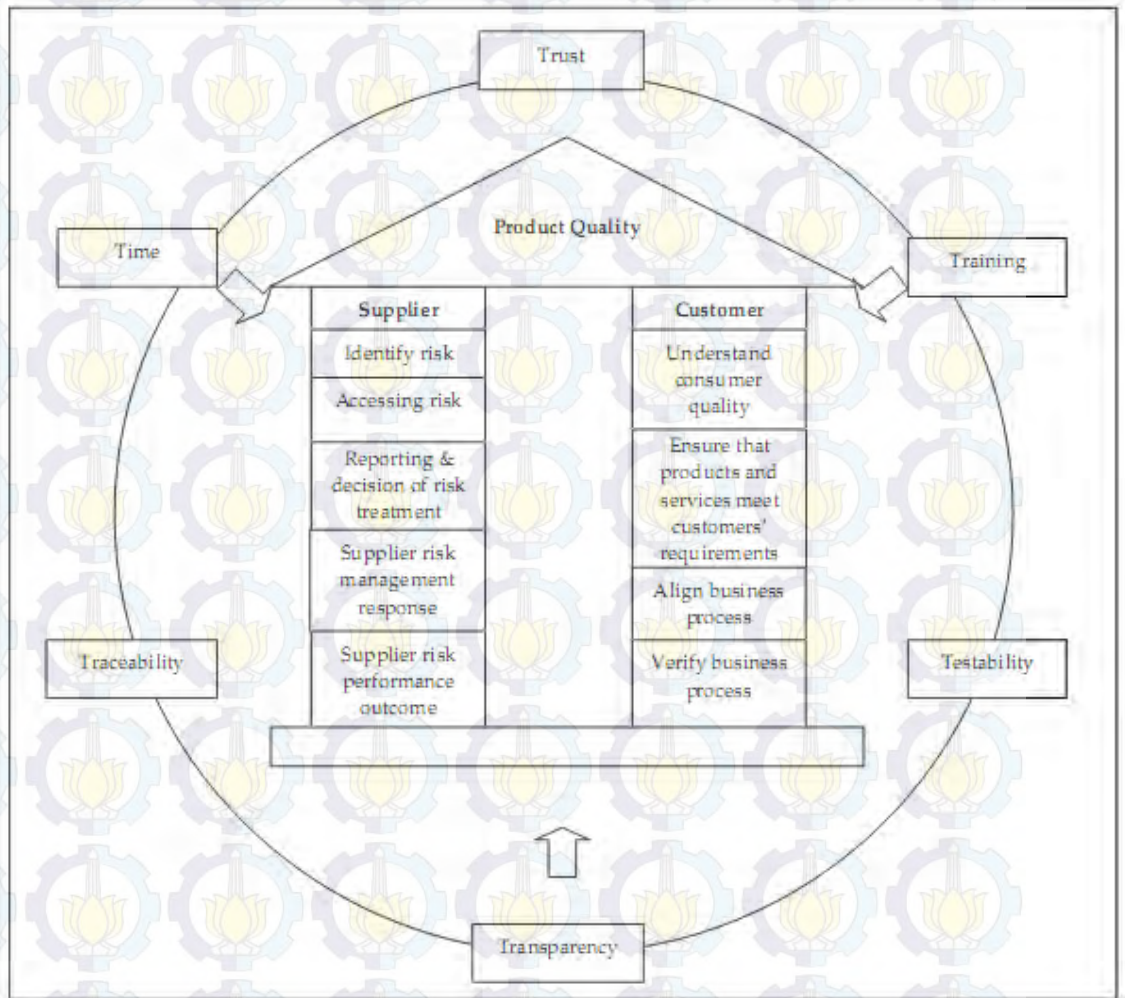 Trust
Product Quality
Time
Training
Supplier
Identify risk
Accessing risk
Reporting &
decision of risk
treatment
Supplier risk
management
response
Supplier risk
performance
outcome
Customer
Understand
consumer
quality
Ensure that
products and
services meet
customers'
requirements
Align business
process
Verify business
process
Traceability
Testability
Transparency